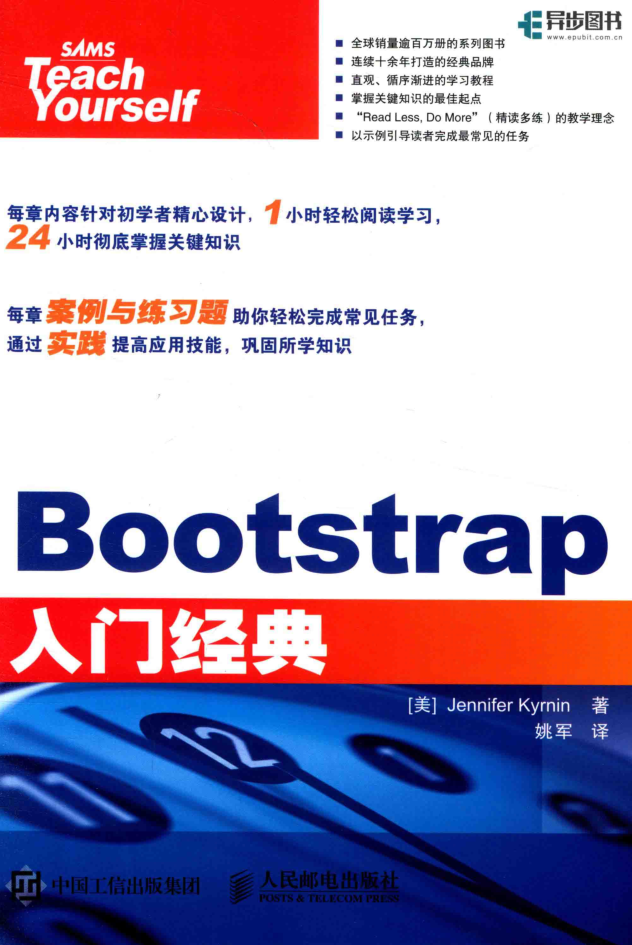 SAMS
Teach
Yourself
异步图书
www.epubit.com.cn
■ 全球销量逾百万册的系列图书
■ 连续十余年打造的经典品牌
■ 直观、循序渐进的学习教程
■ 掌握关键知识的最佳起点
■ “Read Less, Do More”（精读多练）的教学理念
■ 以示例引导读者完成最常见的任务
每章内容针对初学者精心设计，1小时轻松阅读学习，
24小时彻底掌握关键知识
每章案例与练习题助你轻松完成常见任务，
通过实践提高应用技能，巩固所学知识
Bootstrap
入门经典
[美] Jennifer Kyrnin 著
姚军 译
12
11
1
中国工信出版集团
人民邮电出版社
POSTS & TELECOM PRESS